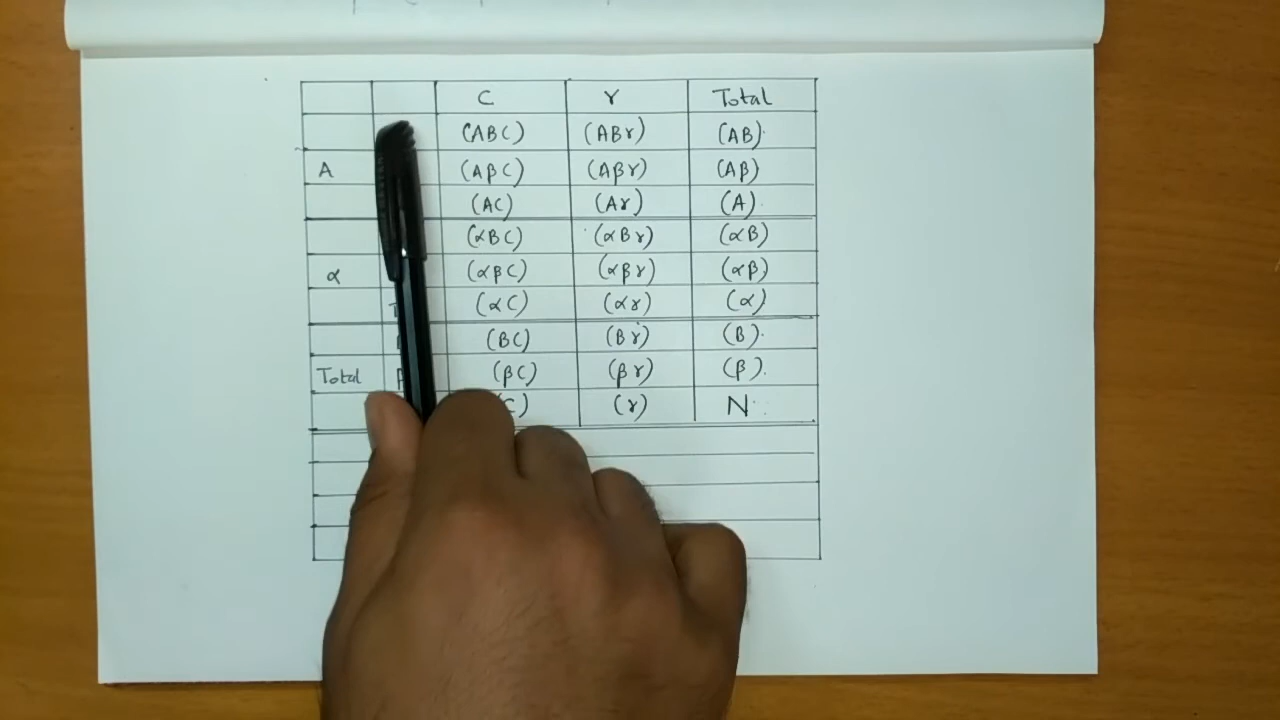 C γ Total
(ABC) (ABγ) (AB)
A (AβC) (Aβγ) (Aβ)
(AC) (Aγ) (A)
(αBC) (αBγ) (αB)
α (αβC) (αβγ) (αβ)
(αC) (αγ) (α)
(BC) (Bγ) (B)
Total β (βC) (βγ) (β)
C) (γ) N